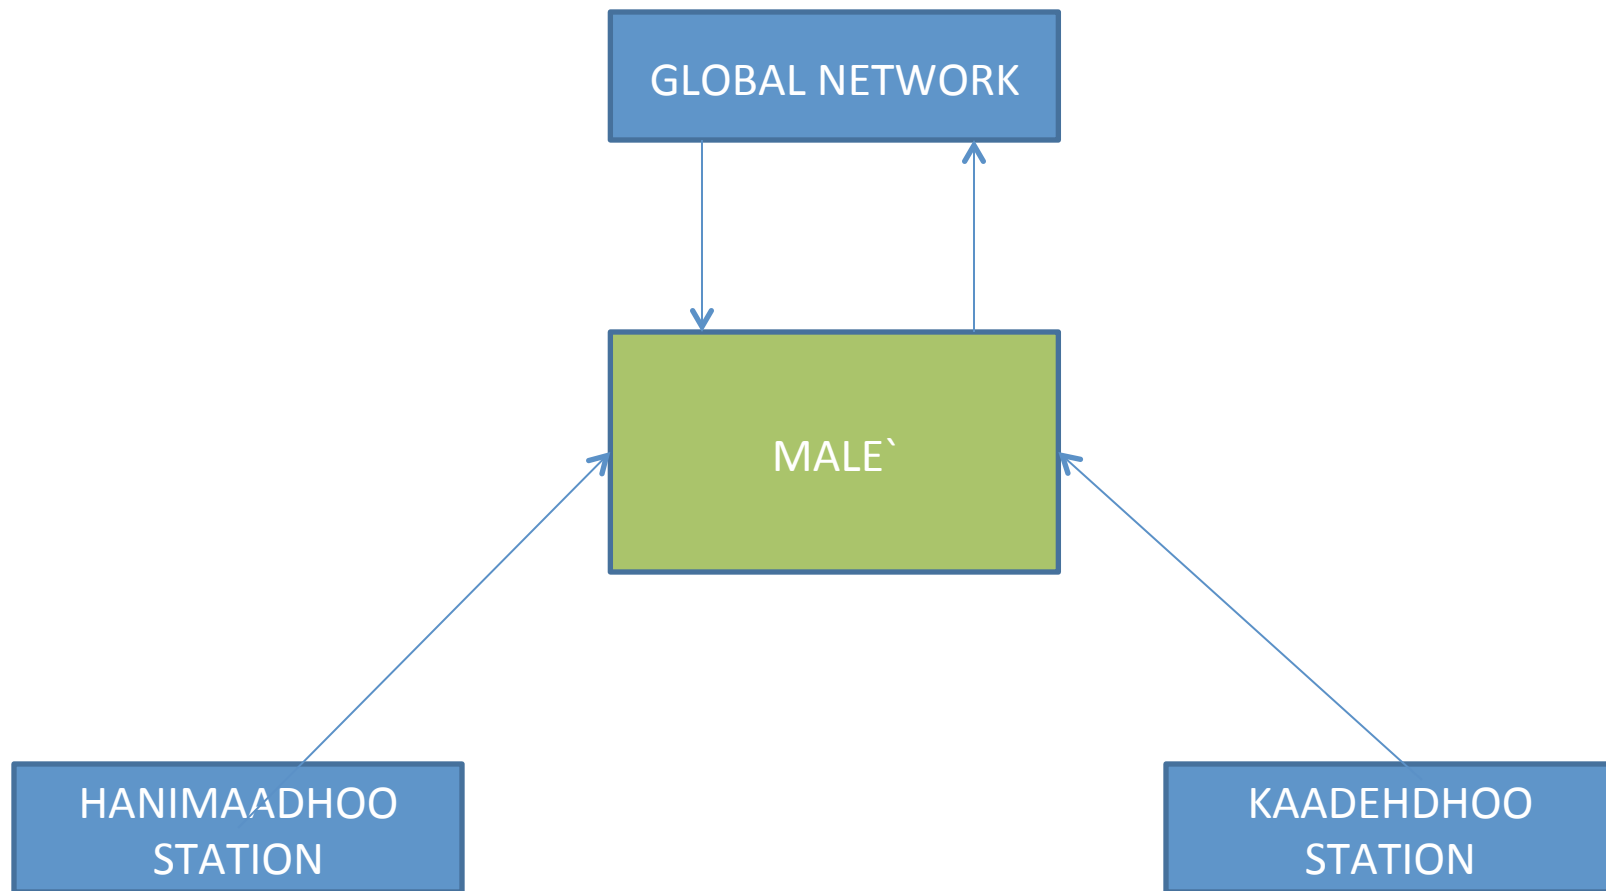 GLOBAL NETWORK
MALE`
HANIMAADHOO
STATION
KAADEHDHOO
STATION